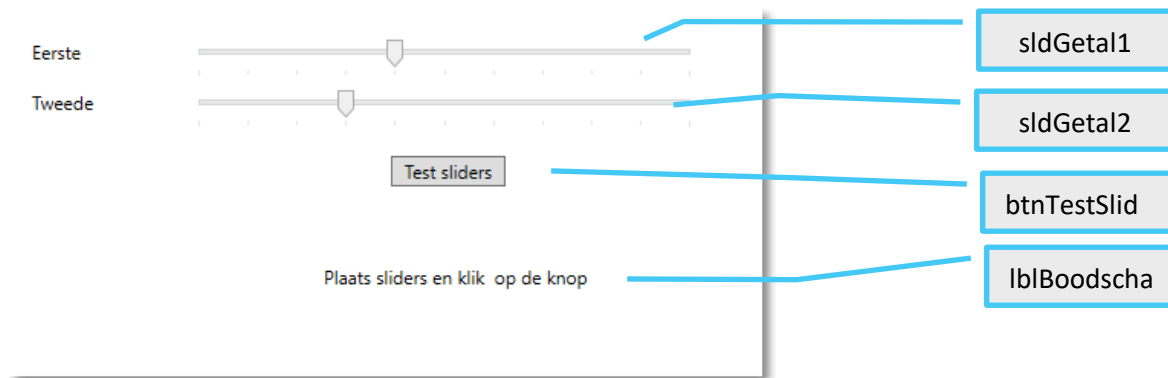 Eerste
sldGetal1
Tweede
sldGetal2
Test sliders
btnTestSlid
Plaats sliders en klik op de knop
lblBoodscha